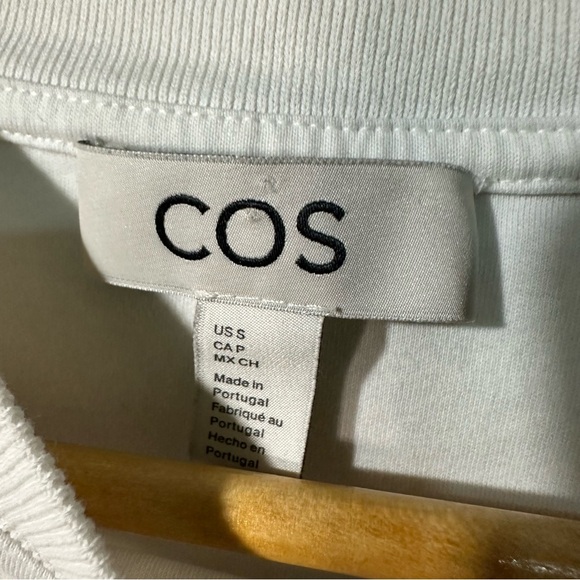 COS
US S
CA P
MX CH
Made in
Portugal
Fabriqué au
Portugal
Hecho en
Portugal